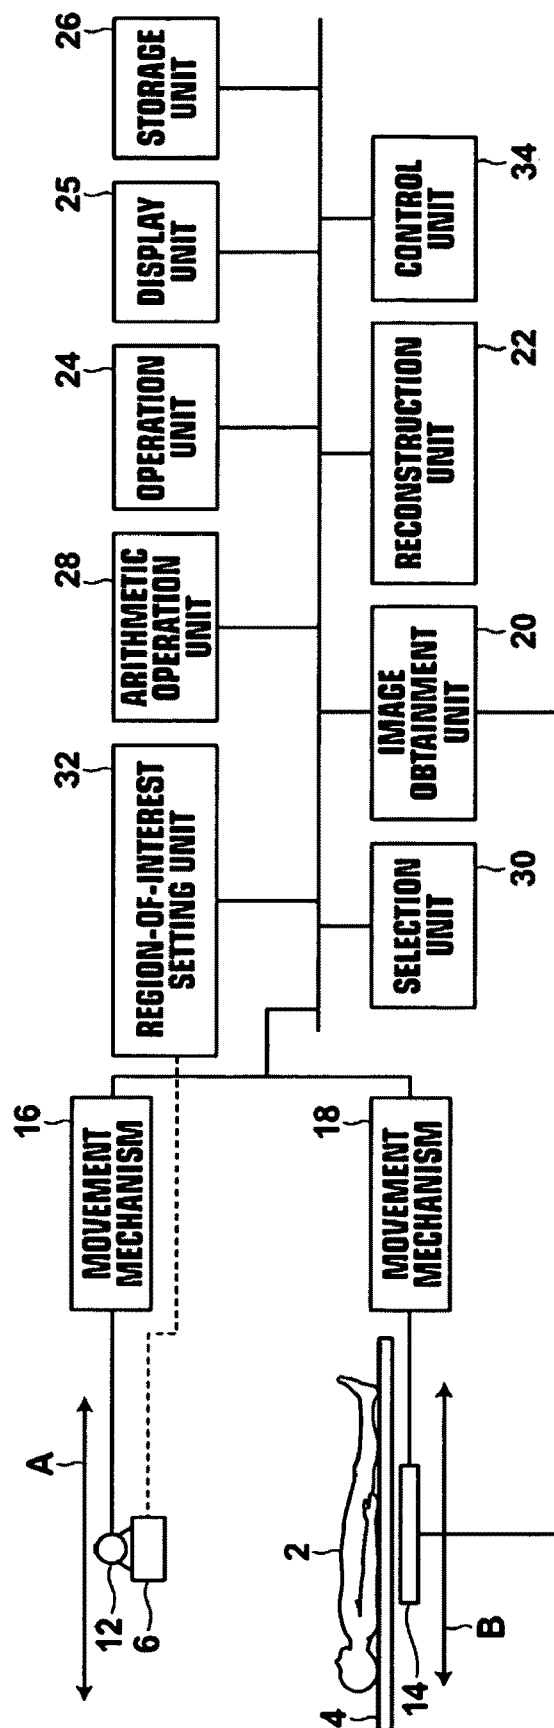 A
12
6
16
MOVEMENT
MECHANISM
32
REGION-OF-INTEREST
SETTING UNIT
28
ARITHMETIC
OPERATION
UNIT
24
OPERATION
UNIT
25
DISPLAY
UNIT
26
STORAGE
UNIT
2
4
14
B
18
MOVEMENT
MECHANISM
SELECTION
UNIT
30
IMAGE
OBTAINMENT
UNIT
20
RECONSTRUCTION
UNIT
22
CONTROL
UNIT
34